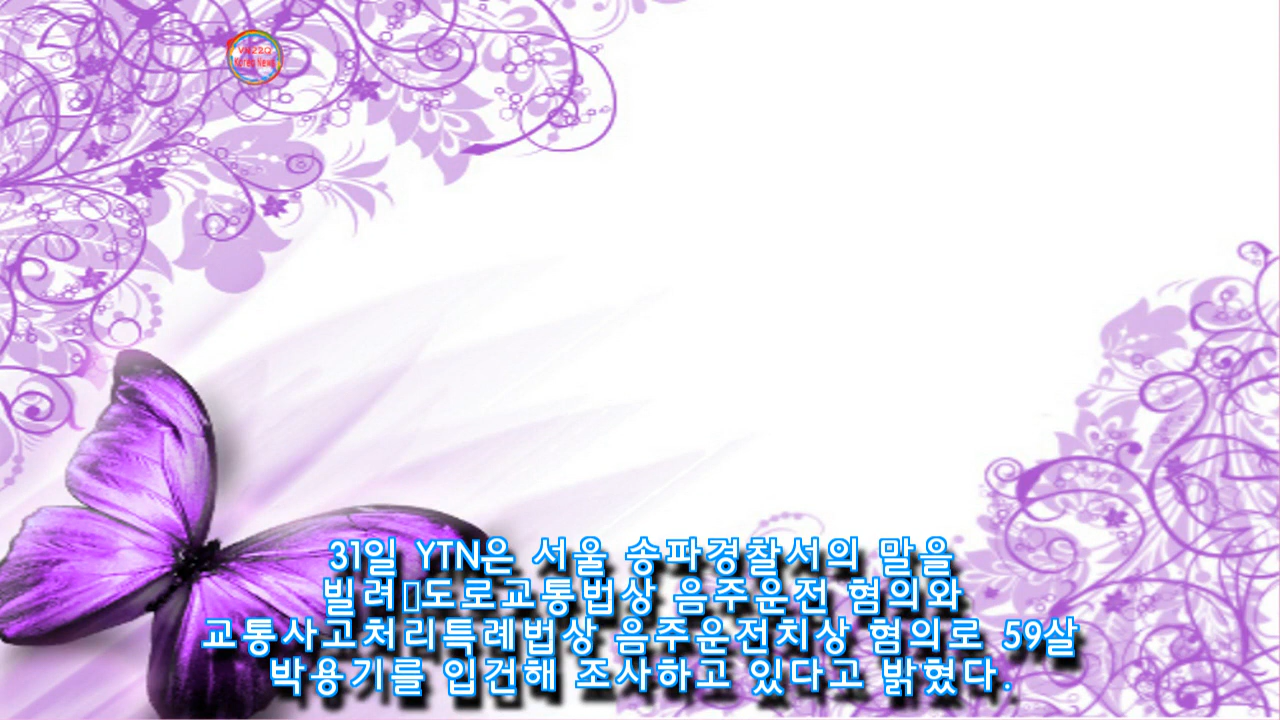 Korea News
31일 YTN은 서울 송파경찰서의 말을
빌려 도로교통법상 음주운전 혐의와
교통사고처리특례법상 음주운전치상 혐의로 59살
박용기를 입건해 조사하고 있다고 밝혔다.